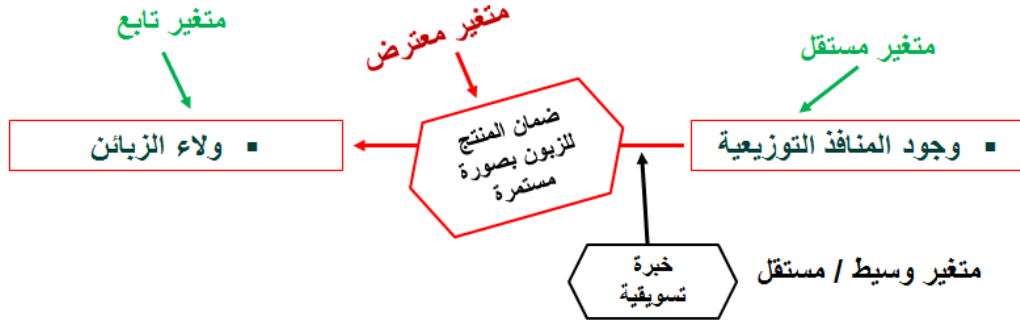 متغير تابع
متغير معترض
متغير مستقل
▪ وجود المنافذ التوزيعية
ضمان المنتج
للزبون بصورة
مستمرة
▪ ولاء الزبائن
خبرة
تسويقية
متغير وسيط / مستقل